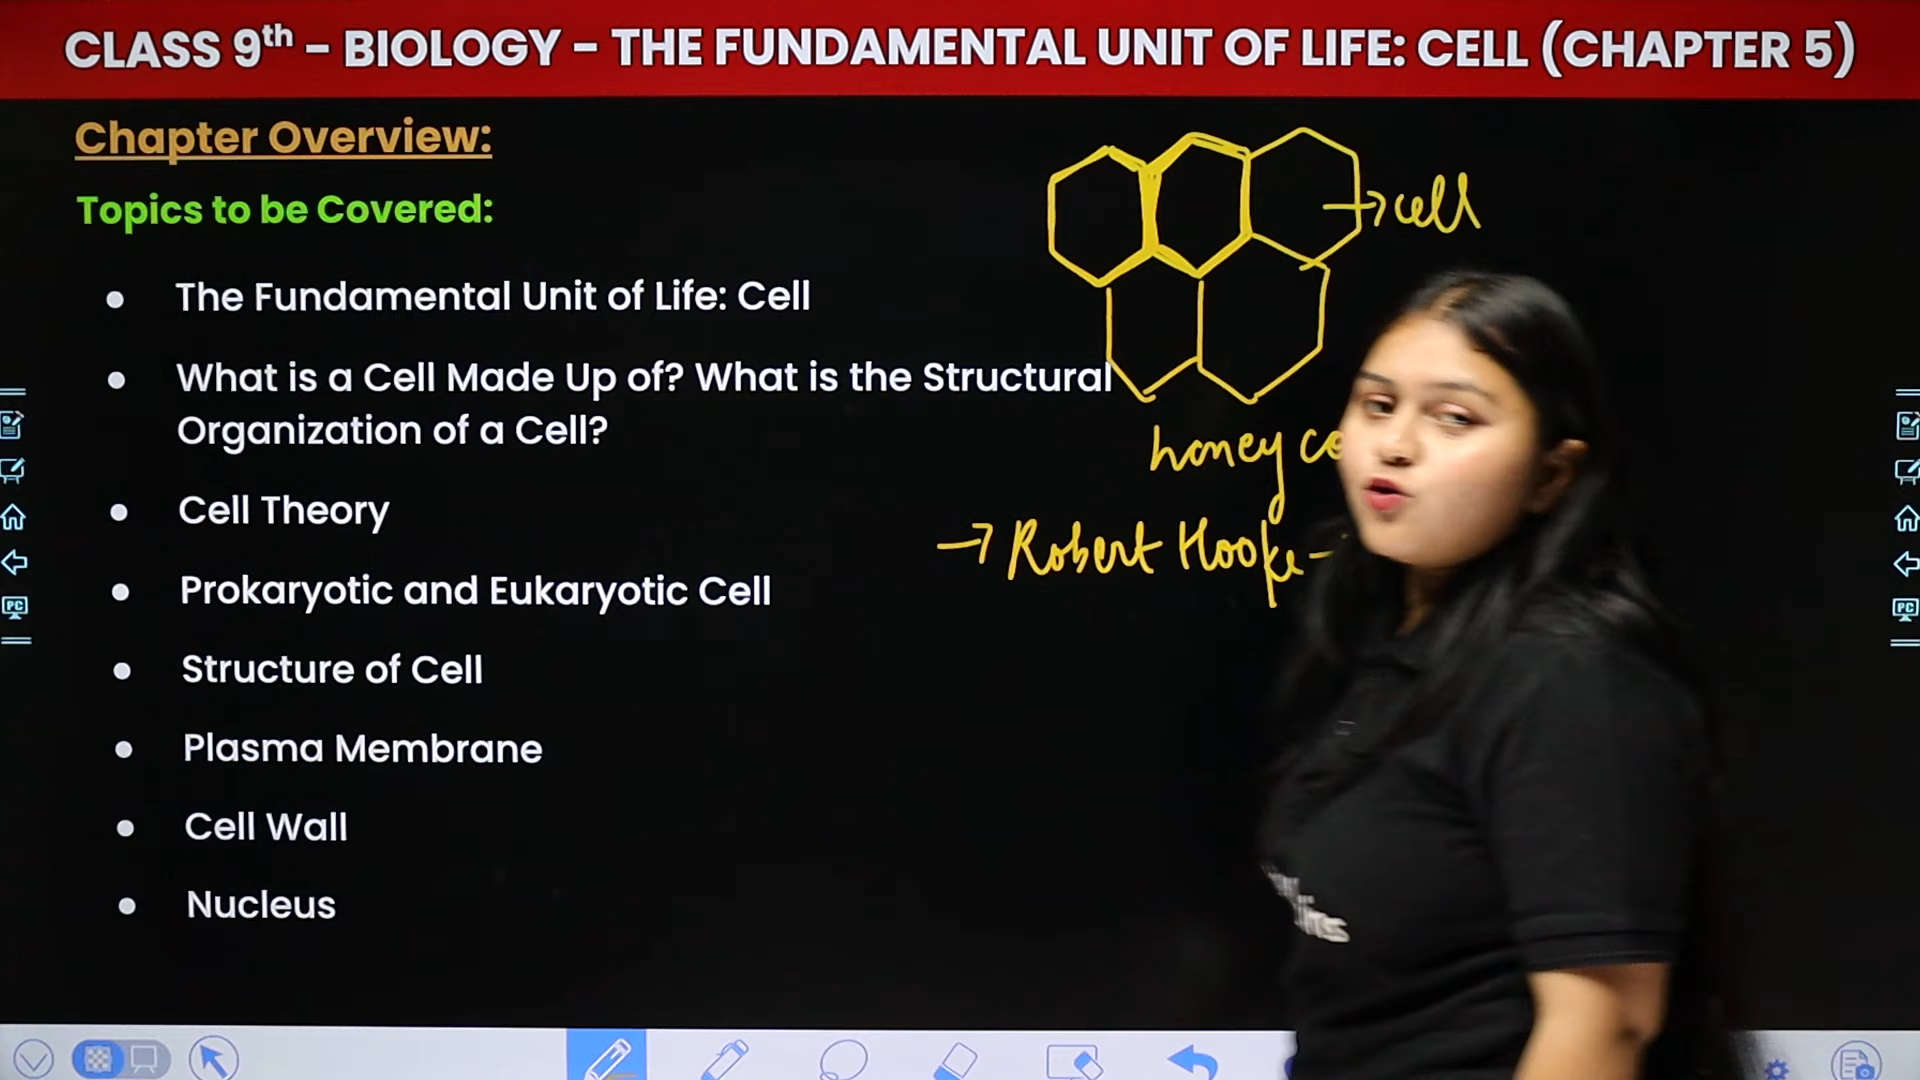 CLASS 9th - BIOLOGY - THE FUNDAMENTAL UNIT OF LIFE: CELL (CHAPTER 5)
Chapter Overview:
Topics to be Covered:
● The Fundamental Unit of Life: Cell
● What is a Cell Made Up of? What is the Structural
Organization of a Cell?
● Cell Theory
● Prokaryotic and Eukaryotic Cell
● Structure of Cell
● Plasma Membrane
● Cell Wall
● Nucleus
→ cell
honey
→ Robert Hooke -
PC
PC